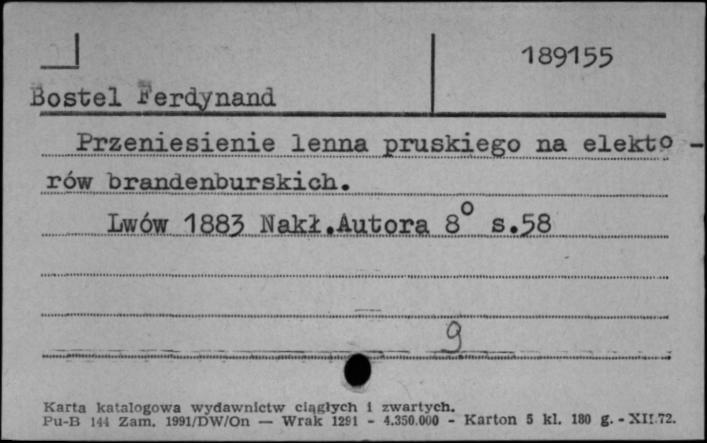 189155
Bostel Ferdynand
Przeniesienie lenna pruskiego na elekto-
rów brandenburskich.
Lwów 1883 Nakł.Autora 8° s.58
9
Karta katalogowa wydawnictw ciągłych i zwartych.
Pu-B 144 Zam. 1991/DW/On — Wrak 1291 - 4.350.000 - Karton 5 kl. 180 g. - XII.72.